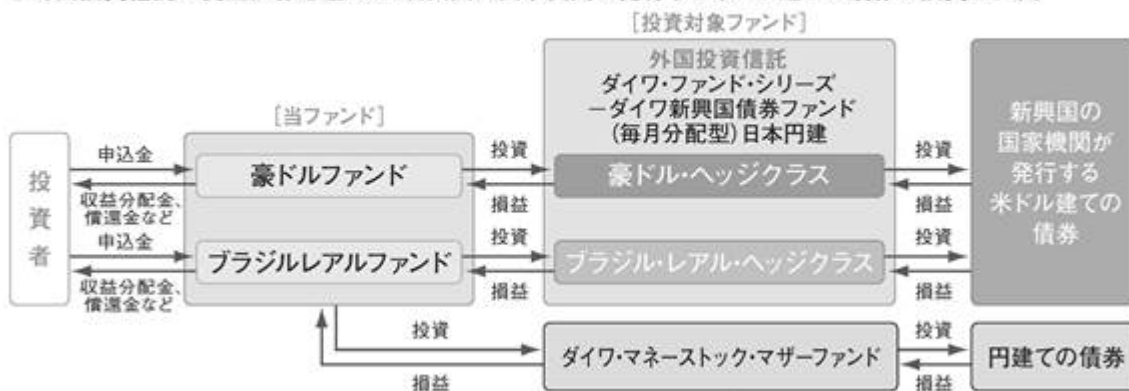 [投資対象ファンド]
外国投資信託
ダイワ・ファンド・シリーズ
－ダイワ新興国債券ファンド
(毎月分配型)日本円建
[当ファンド]
投資者
申込金
収益分配金、
償還金など
申込金
収益分配金、
償還金など
豪ドルファンド
ブラジルレアルファンド
投資
損益
投資
損益
豪ドル・ヘッジクラス
ブラジル・レアル・ヘッジクラス
投資
損益
投資
損益
新興国の
国家機関が
発行する
米ドル建ての
債券
投資
損益
ダイワ・マネーストック・マザーファンド
投資
損益
円建ての債券